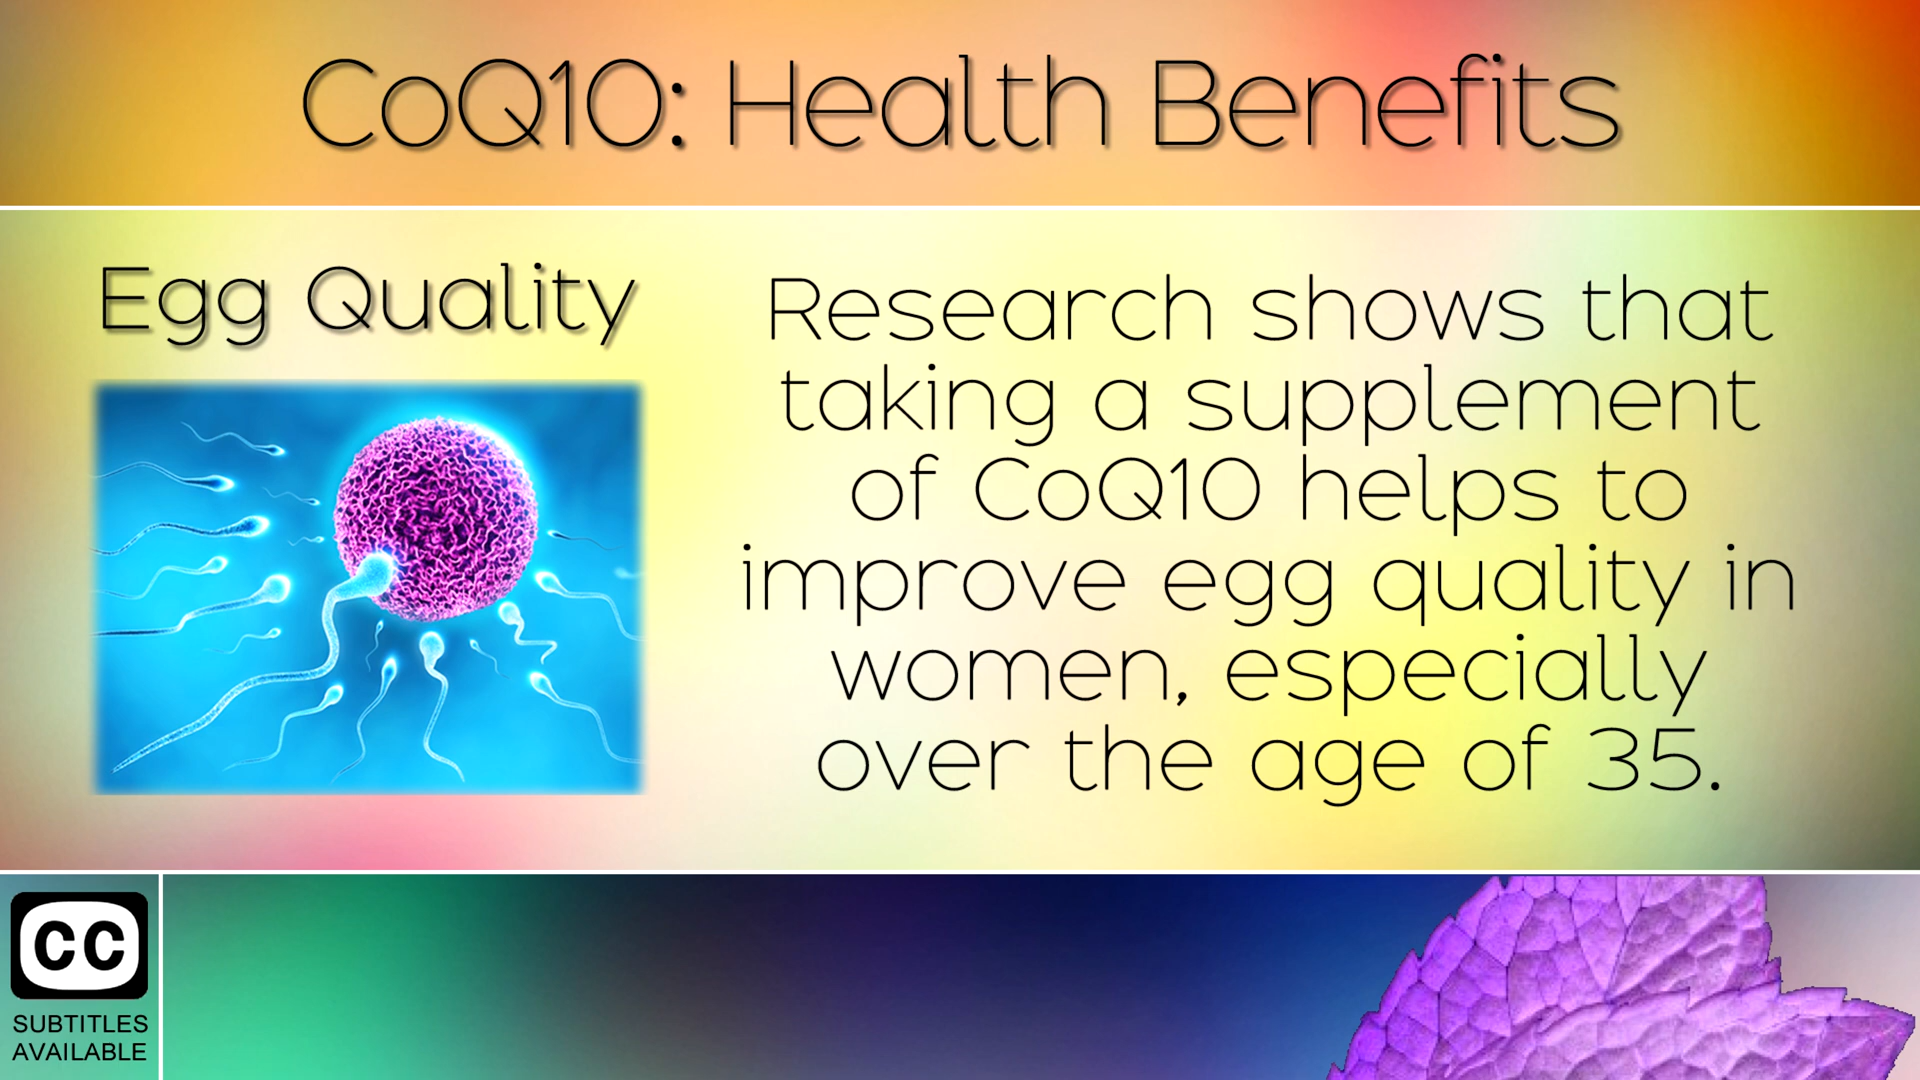 CoQ10: Health Benefits
Egg Quality
Research shows that
taking a supplement
of CoQ10 helps to
improve egg quality in
women, especially
over the age of 35.
CC
SUBTITLES
AVAILABLE